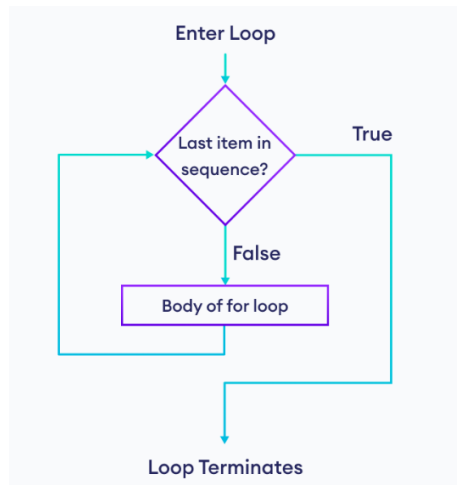 Enter Loop
Last item in
sequence?
True
False
Body of for loop
Loop Terminates